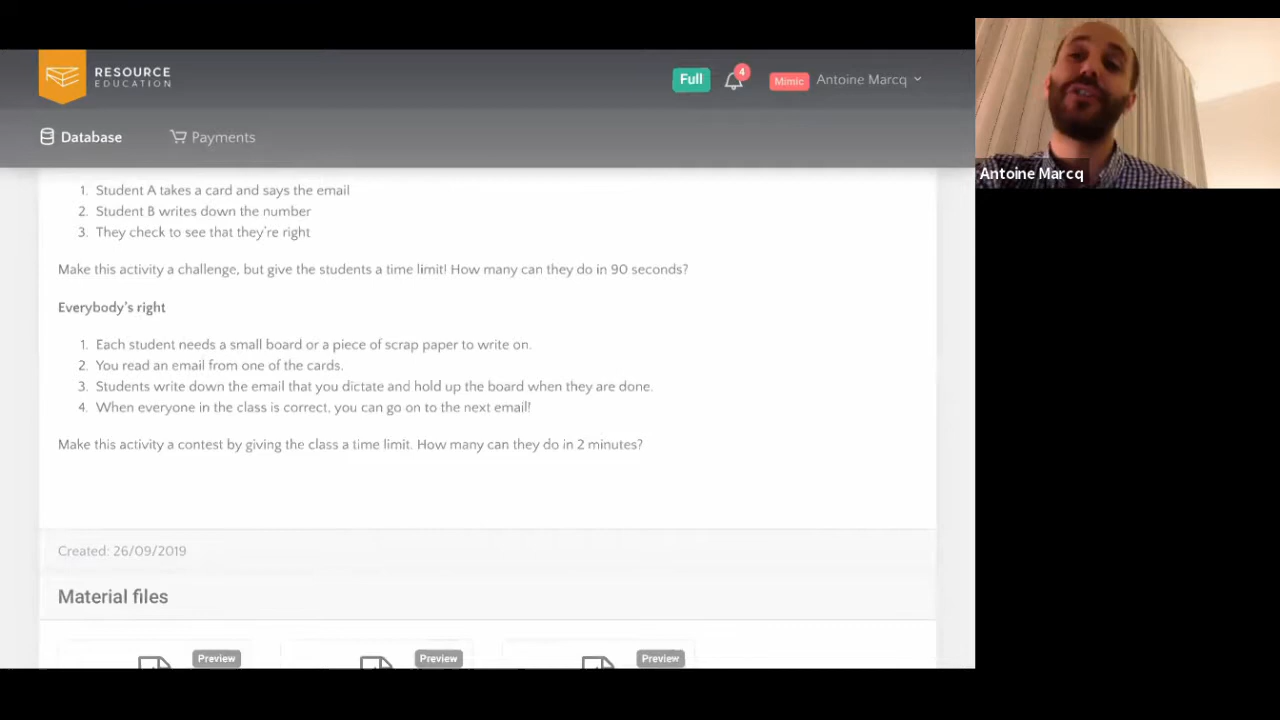 RESOURCE
EDUCATION
Full
4
Mimic
Antoine Marcq
Database
Payments
1. Student A takes a card and says the email
2. Student B writes down the number
3. They check to see that they're right
Make this activity a challenge, but give the students a time limit! How many can they do in 90 seconds?
Everybody's right
1. Each student needs a small board or a piece of scrap paper to write on.
2. You read an email from one of the cards.
3. Students write down the email that you dictate and hold up the board when they are done.
4. When everyone in the class is correct, you can go on to the next email!
Make this activity a contest by giving the class a time limit. How many can they do in 2 minutes?
Created: 26/09/2019
Material files
Preview
Preview
Preview
Antoine Marcq